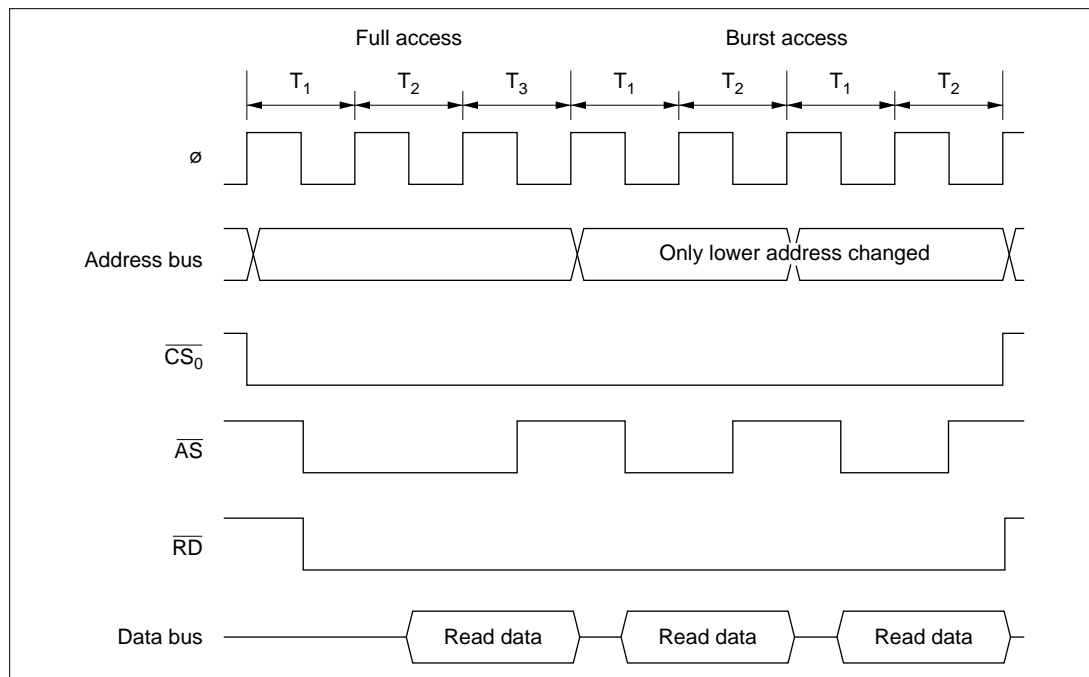 Full access Burst access
T1 T2 T3 T1 T2 T1 T2
ø
Address bus Only lower address changed
CS0
AS
RD
Data bus Read data Read data Read data